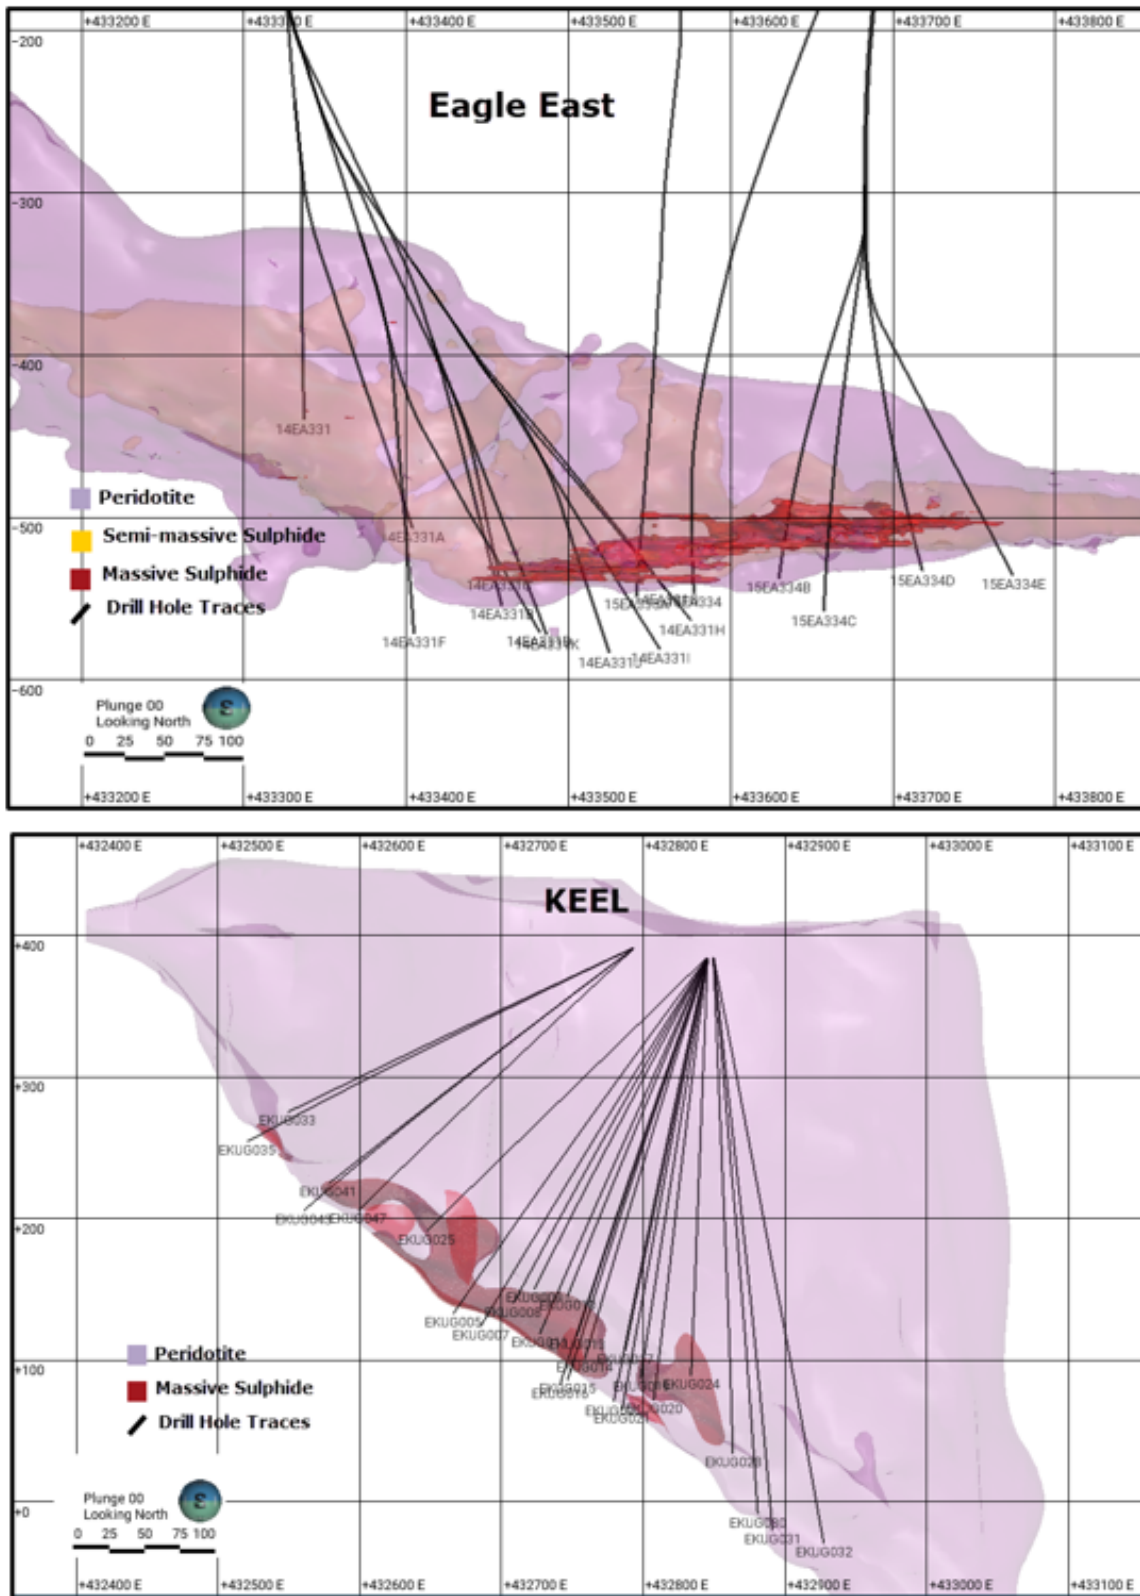 +433200 E +433300 E +433400 E +433500 E +433600 E +433700 E +433800 E
-200
Eagle East
-300
-400
14EA331
Peridotite
-500
Semi-massive Sulphide
14EA331A
Massive Sulphide
15EA334B
15EA334D
15EA334E
Drill Hole Traces
15EA334C
14EA331H
14EA331F
14EA331I
-600
Plunge 00
Looking North
0 25 50 75 100
+433200 E +433300 E +433400 E +433500 E +433600 E +433700 E +433800 E
+432400 E +432500 E +432600 E +432700 E +432800 E +432900 E +433000 E +433100 E
KEEL
+400
+300
EKUG033
EKUG035
EKUG041
EKUG047
+200
EKUG025
EKUG005
EKUG007
EKUG008
Peridotite
+100
EKUG014
EKUG024
Massive Sulphide
EKUG020
Drill Hole Traces
EKUG028
Plunge 00
Looking North
+0
EKUG031
EKUG032
0 25 50 75 100
+432400 E +432500 E +432600 E +432700 E +432800 E +432900 E +433000 E +433100 E